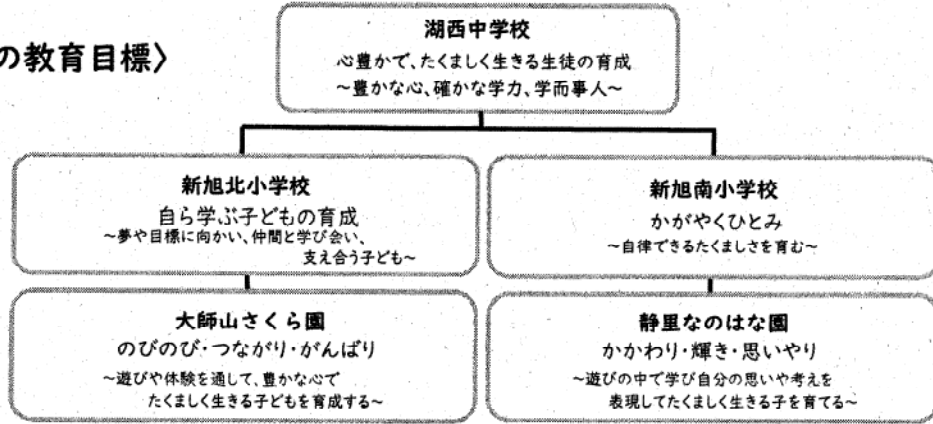 の教育目標〉
湖西中学校
心豊かで、たくましく生きる生徒の育成
~豊かな心、確かな学力、学而事人~
新旭北小学校
自ら学ぶ子どもの育成
~夢や目標に向かい、仲間と学び会い、
支え合う子ども~
新旭南小学校
かがやくひとみ
~自律できるたくましさを育む~
大師山さくら園
のびのび・つながり・がんばり
~遊びや体験を通して、豊かな心で
たくましく生きる子どもを育成する~
静里なのはな園
かかわり・輝き・思いやり
~遊びの中で学び自分の思いや考えを
表現してたくましく生きる子を育てる~